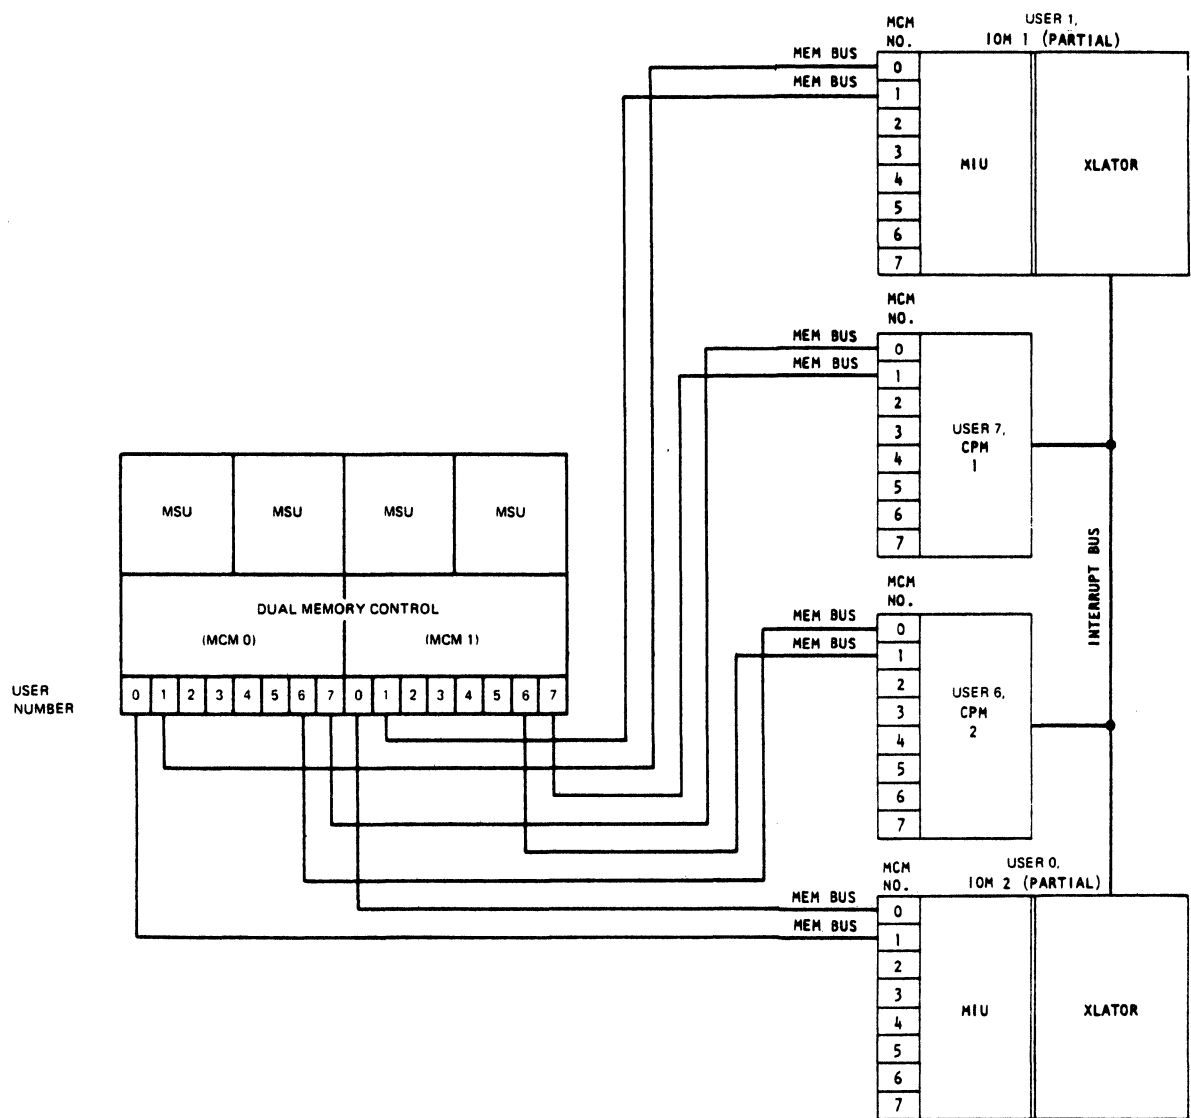 MCM
NO.
USER 1,
IOM 1 (PARTIAL)
MEM BUS
MEM BUS
0
1
2
3
4
5
6
7
MIU
XLATOR
MCM
NO.
MEM BUS
MEM BUS
0
1
2
3
4
5
6
7
USER 7,
CPM
1
MSU MSU MSU MSU
DUAL MEMORY CONTROL
(MCM 0) (MCM 1)
USER
NUMBER
0 1 2 3 4 5 6 7 0 1 2 3 4 5 6 7
INTERRUPT BUS
MCM
NO.
MEM BUS
MEM BUS
0
1
2
3
4
5
6
7
USER 6,
CPM
2
MCM
NO.
USER 0,
IOM 2 (PARTIAL)
MEM BUS
MEM BUS
0
1
2
3
4
5
6
7
MIU
XLATOR